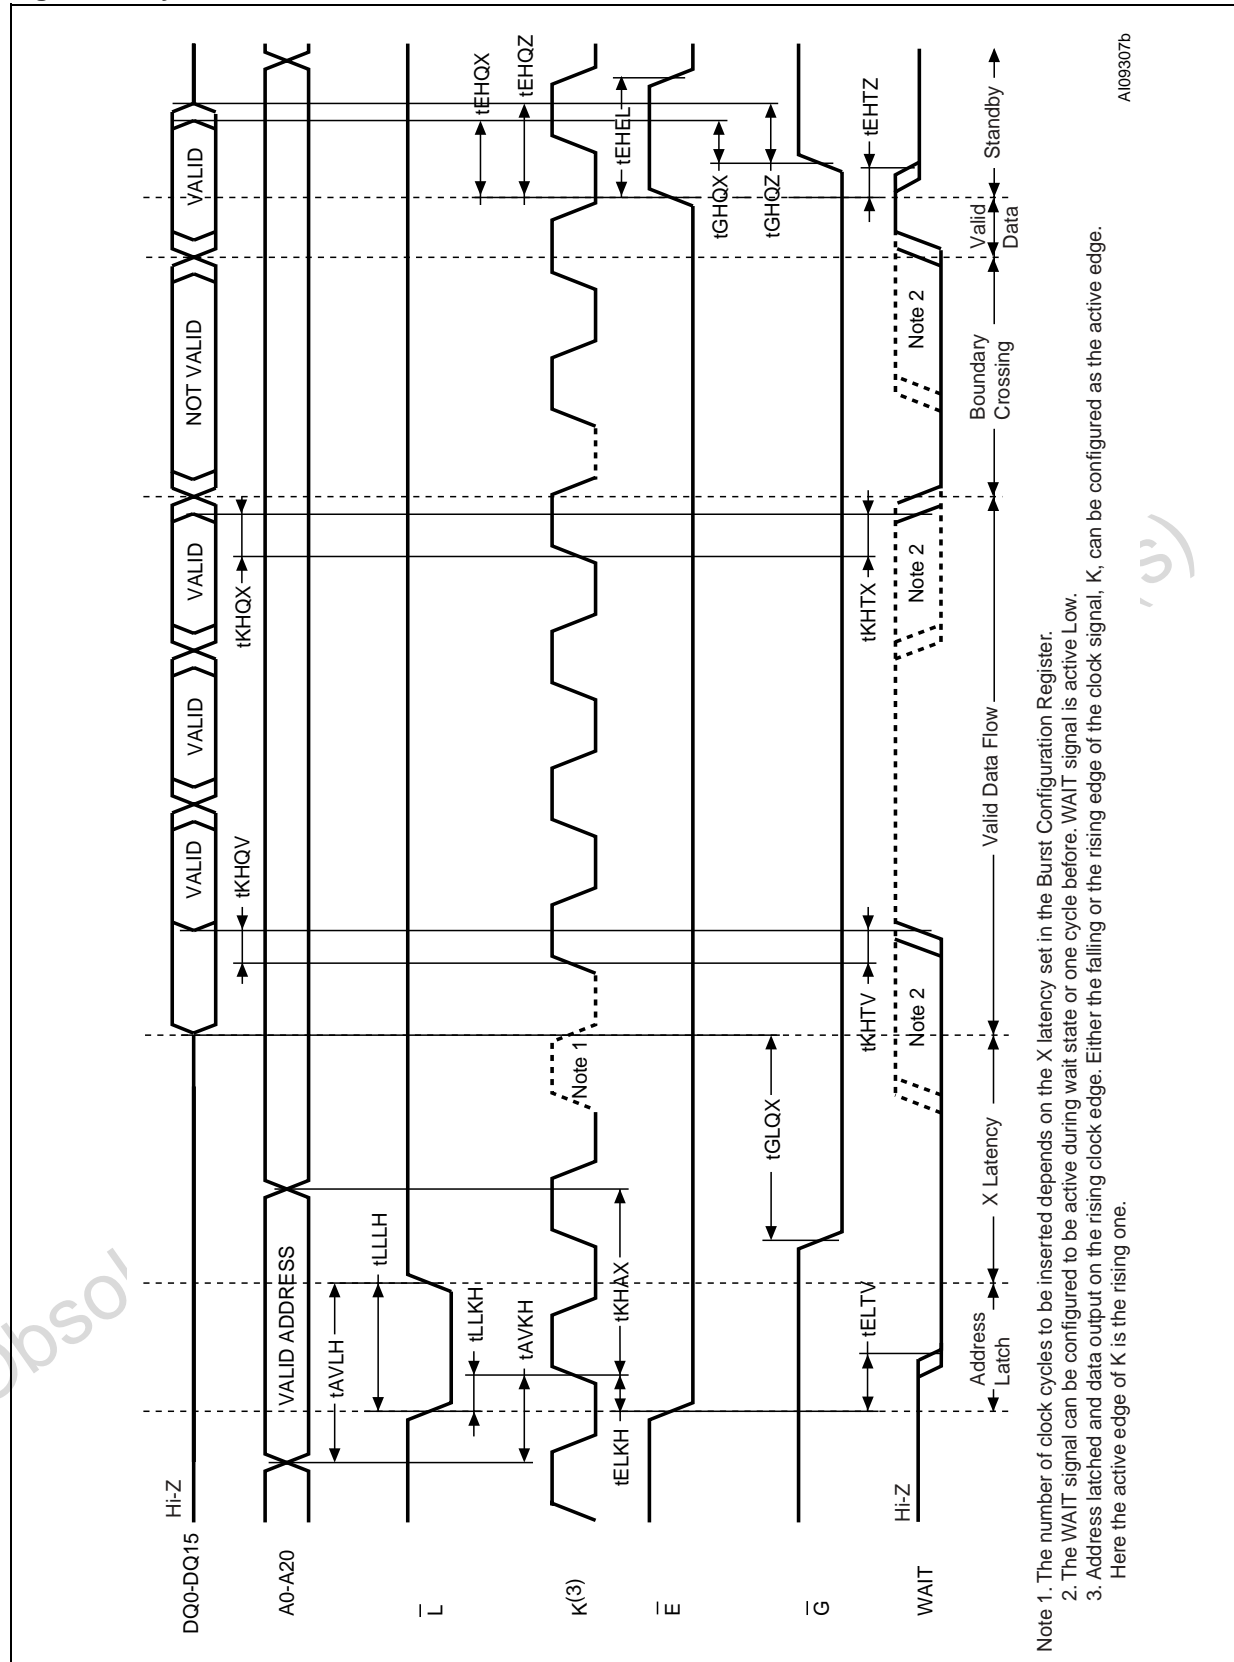 DQ0-DQ15
Hi-Z
VALID
VALID
VALID
NOT VALID
VALID
tKHQV
tKHQX
A0-A20
VALID ADDRESS
tAVLH
L
tLLLH
tLLKH
tAVKH
tEHQX
tEHQZ
K(3)
Note 1
tELKH
tKHAX
tEHEL
E
tGHQX
tGHQZ
G
tGLQX
tELTV
tKHTV
tKHTX
tEHTZ
WAIT
Hi-Z
Note 2
Note 2
Note 2
Address
Latch
X Latency
Valid Data Flow
Boundary
Crossing
Valid
Data
Standby
Note 1. The number of clock cycles to be inserted depends on the X latency set in the Burst Configuration Register.
2. The WAIT signal can be configured to be active during wait state or one cycle before. WAIT signal is active Low.
3. Address latched and data output on the rising clock edge. Either the falling or the rising edge of the clock signal, K, can be configured as the active edge.
Here the active edge of K is the rising one.
AI09307b